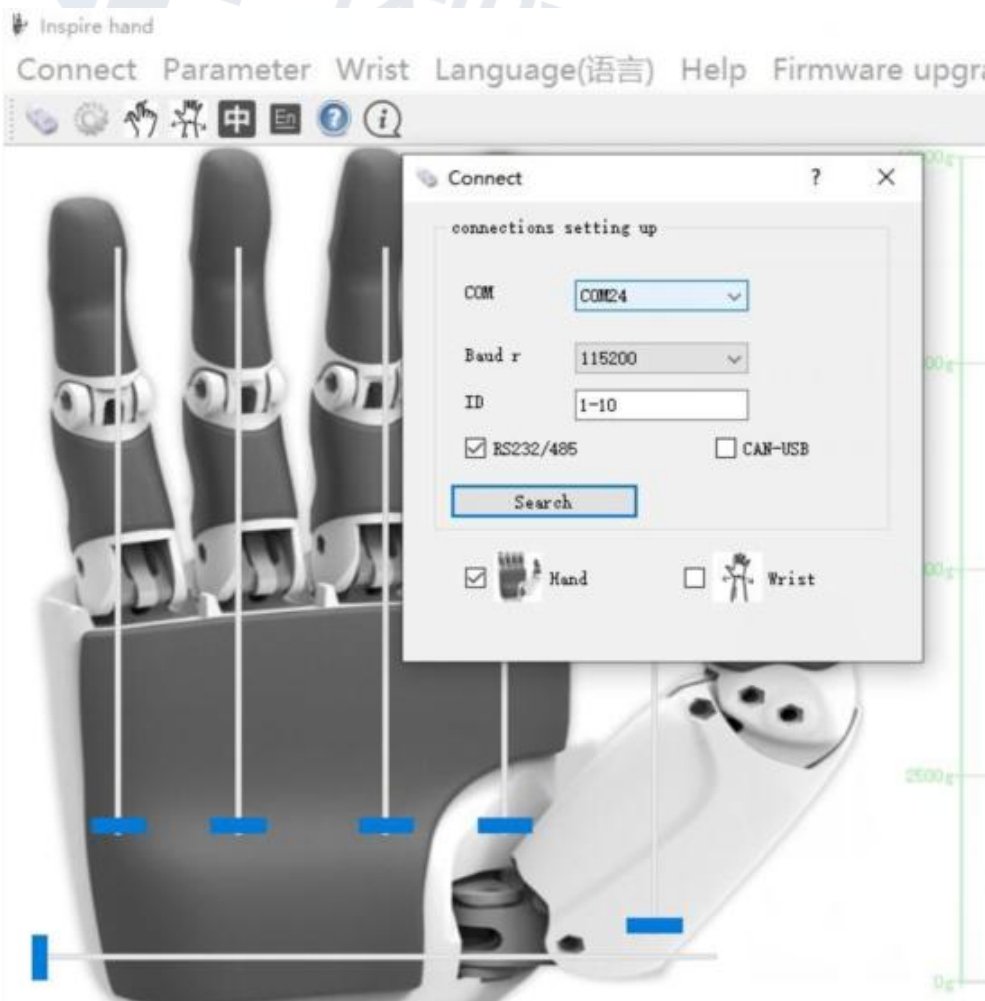 Inspire hand
Connect Parameter Wrist Language(语言) Help Firmware upgra
中 En ? i
Connect ?
connections setting up
COM COM24
Baud r 115200
ID 1-10
RS232/485 CAN-USB
Search
Hand Wrist
2500g
0g